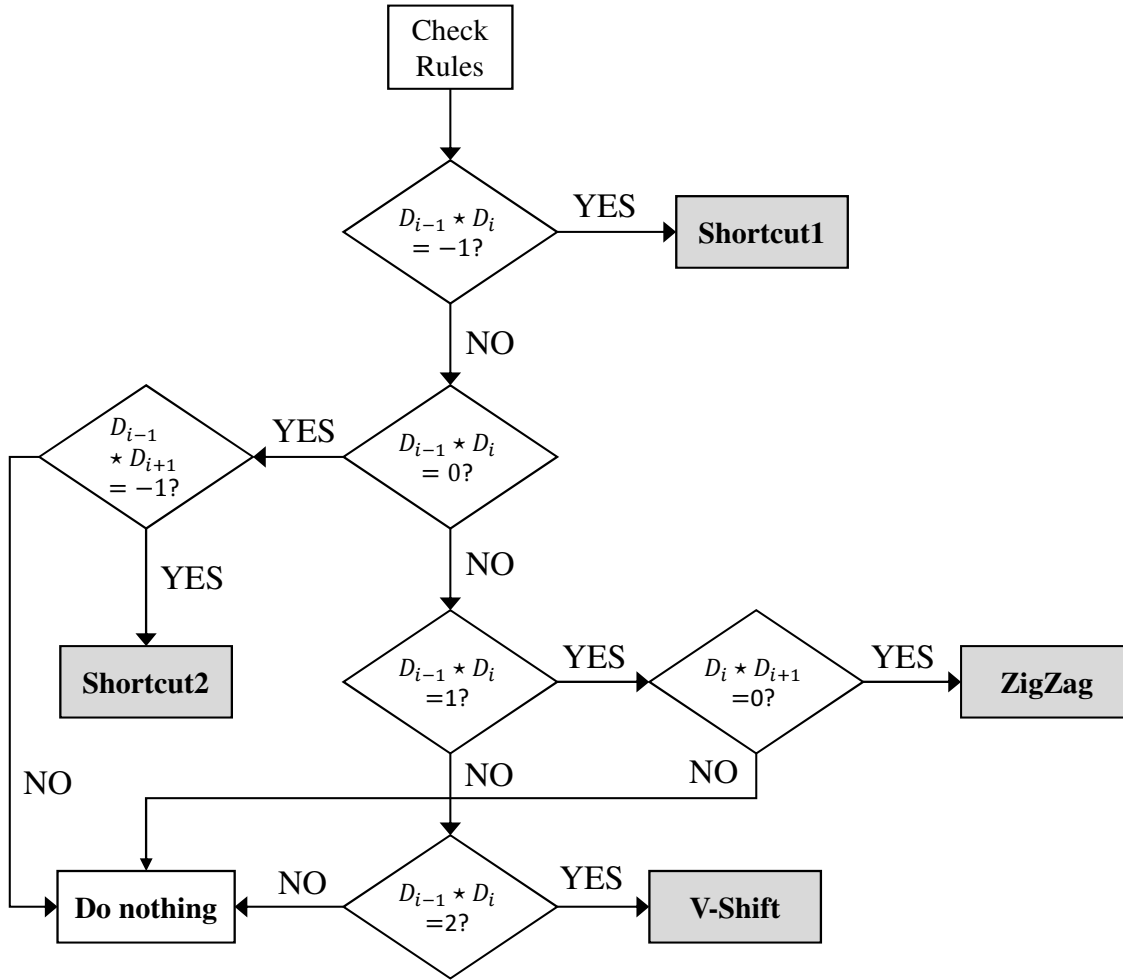 Check
Rules
D_{i−1} ⋆ D_i
= −1?
YES
Shortcut1
NO
D_{i−1}
⋆ D_{i+1}
= −1?
YES
D_{i−1} ⋆ D_i
= 0?
YES
NO
Shortcut2
D_{i−1} ⋆ D_i
=1?
YES
D_i ⋆ D_{i+1}
=0?
YES
ZigZag
NO
NO
NO
Do nothing
NO
D_{i−1} ⋆ D_i
=2?
YES
V-Shift